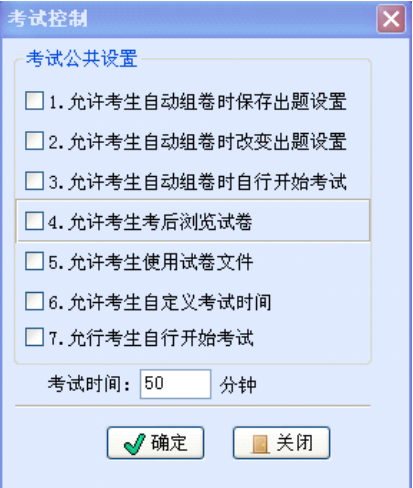 考试控制
考试公共设置
1.允许考生自动组卷时保存出题设置
2.允许考生自动组卷时改变出题设置
3.允许考生自动组卷时自行开始考试
4.允许考生考后浏览试卷
5.允许考生使用试卷文件
6.允许考生自定义考试时间
7.允行考生自行开始考试
考试时间: 50 分钟
确定 关闭